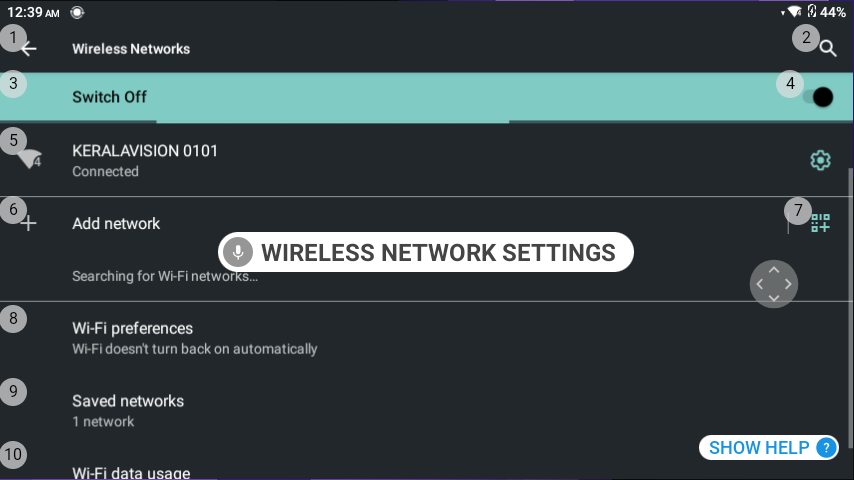 12:39 AM 44%
1 Wireless Networks 2
3 Switch Off 4
5 KERALAVISION 0101
4 Connected
6 Add network 7
WIRELESS NETWORK SETTINGS
Searching for Wi-Fi networks…
8 Wi-Fi preferences
Wi-Fi doesn't turn back on automatically
9 Saved networks
1 network
SHOW HELP ?
10 Wi-Fi data usage